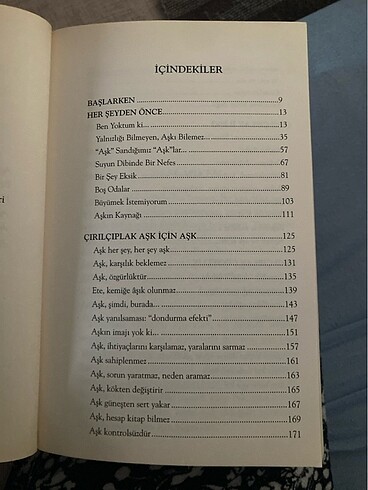 İÇİNDEKİLER
BAŞLARKEN 9
HER ŞEYDEN ÖNCE 13
Ben Yoktum ki... 13
Yalnızlığı Bilmeyen, Aşkı Bilemez... 35
"Aşk" Sandığımız "Aşk"lar... 57
Suyun Dibinde Bir Nefes 67
Bir Şey Eksik 81
Boş Odalar 89
Büyümek İstemiyorum 103
Aşkın Kaynağı 111
ÇIRILÇIPLAK AŞK İÇİN AŞK 125
Aşk her şey, her şey aşk 125
Aşk, karşılık beklemez 131
Aşk, özgürlüktür 135
Ete, kemiğe âşık olunmaz 139
Aşk, şimdi, burada... 143
Aşk yanılsaması: "dondurma efekti" 147
Aşkın imajı yok ki... 151
Aşk, ihtiyaçlarını karşılamaz, yaralarını sarmaz 157
Aşk sahiplenmez 161
Aşk, sorun yaratmaz, neden aramaz 163
Aşk, kökten değiştirir 165
Aşk güneşten sert yakar 167
Aşk, hesap kitap bilmez 169
Aşk kontrolsüzdür 171